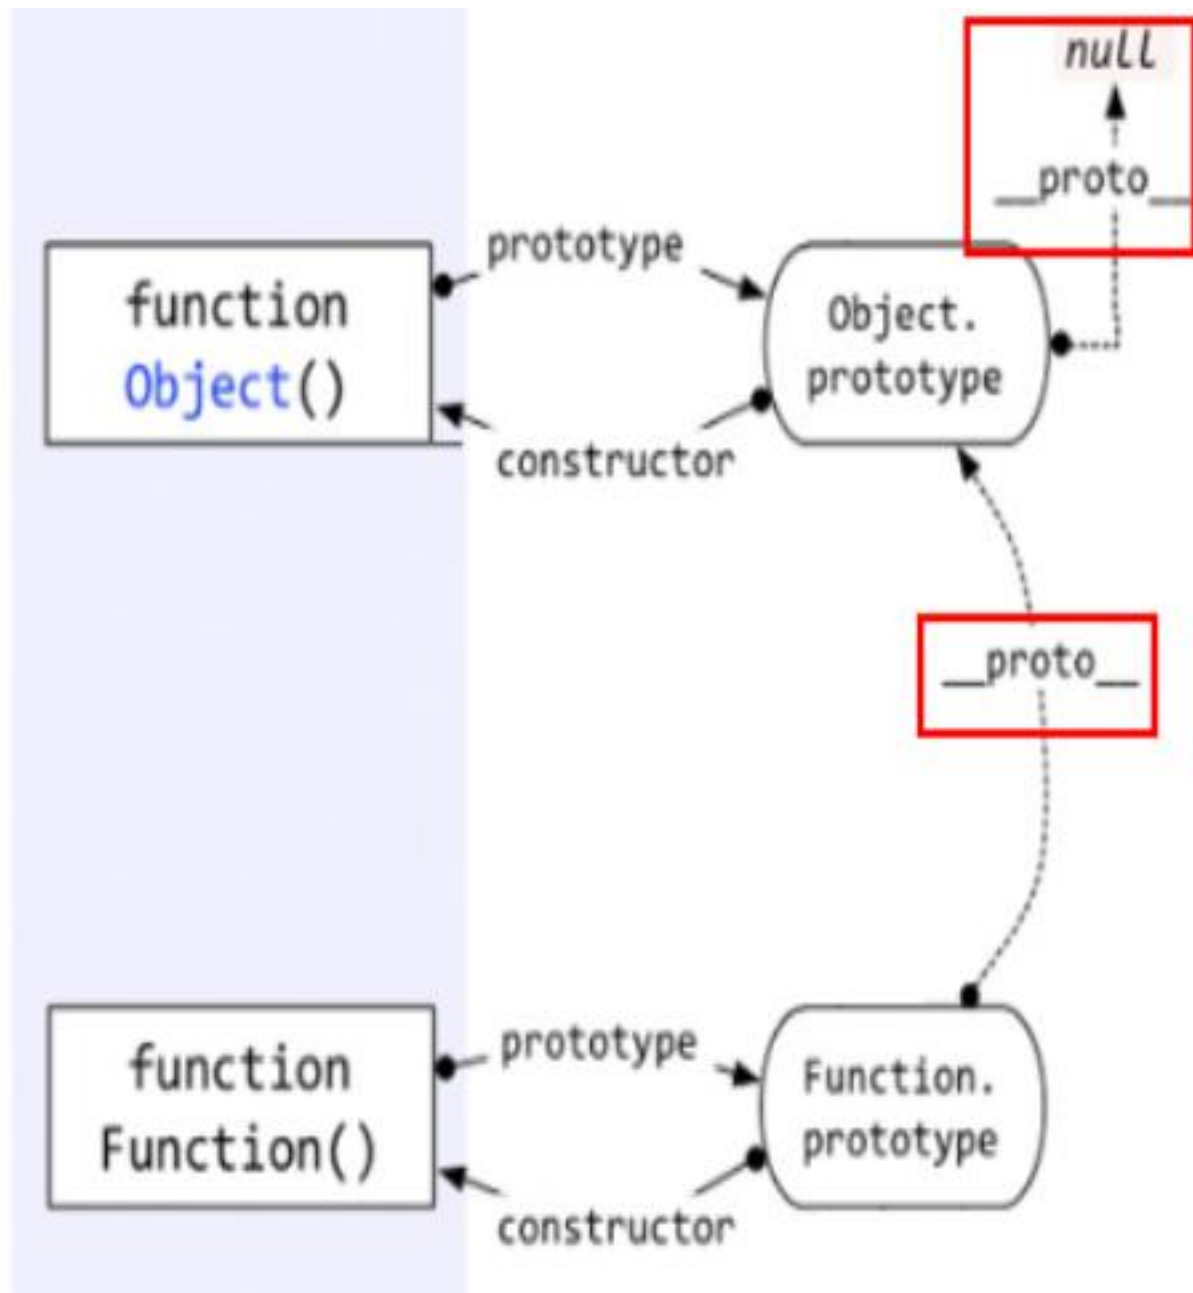 null
__proto__
prototype
function
Object()
Object.
prototype
constructor
__proto__
prototype
function
Function()
Function.
prototype
constructor